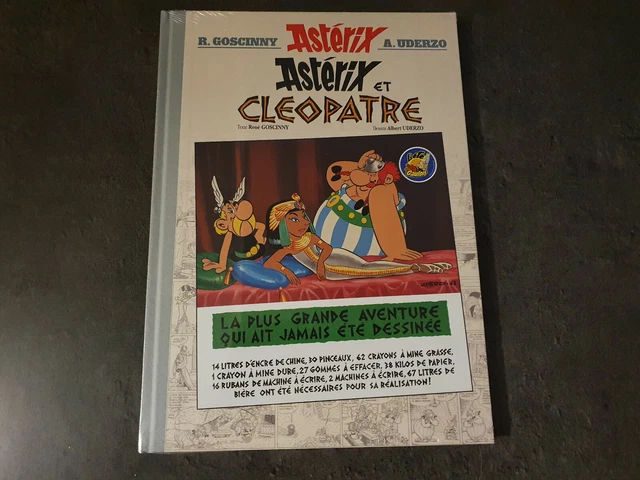 R. GOSCINNY Astérix A. UDERZO
Astérix ET
CLEOPATRE
Texte René GOSCINNY Dessins Albert UDERZO
LA PLUS GRANDE AVENTURE
QUI AIT JAMAIS ÉTÉ DESSINÉE
14 LITRES D'ENCRE DE CHINE, 30 PINCEAUX, 62 CRAYONS À MINE GRASSE,
1 CRAYON À MINE DURE, 27 GOMMES À EFFACER, 38 KILOS DE PAPIER,
16 RUBANS DE MACHINE À ÉCRIRE, 2 MACHINES À ÉCRIRE, 67 LITRES DE
BIÈRE ONT ÉTÉ NÉCESSAIRES POUR SA RÉALISATION!